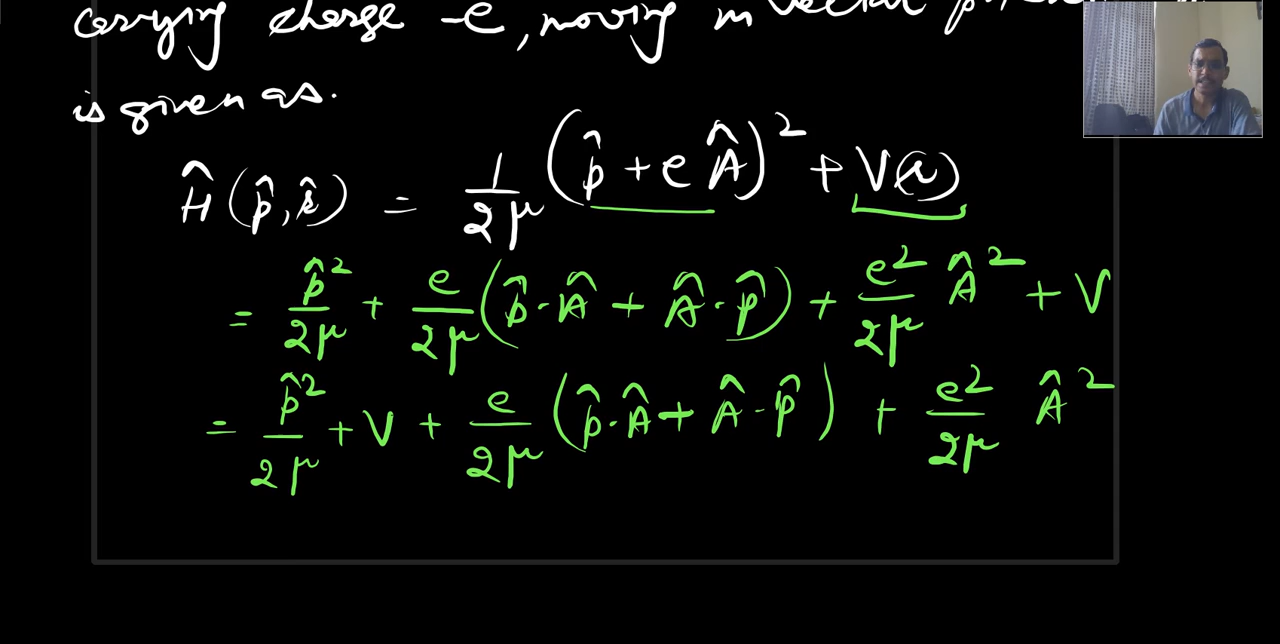 carrying charge -e, moving in vector
is given as.
Ĥ(p̂, r̂) = 1/2μ (p̂ + e Â)² + V(r)
= p̂²/2μ + e/2μ (p̂·Â + Â·p̂) + e²/2μ Â² + V
= p̂²/2μ + V + e/2μ (p̂·Â + Â·p̂) + e²/2μ Â²